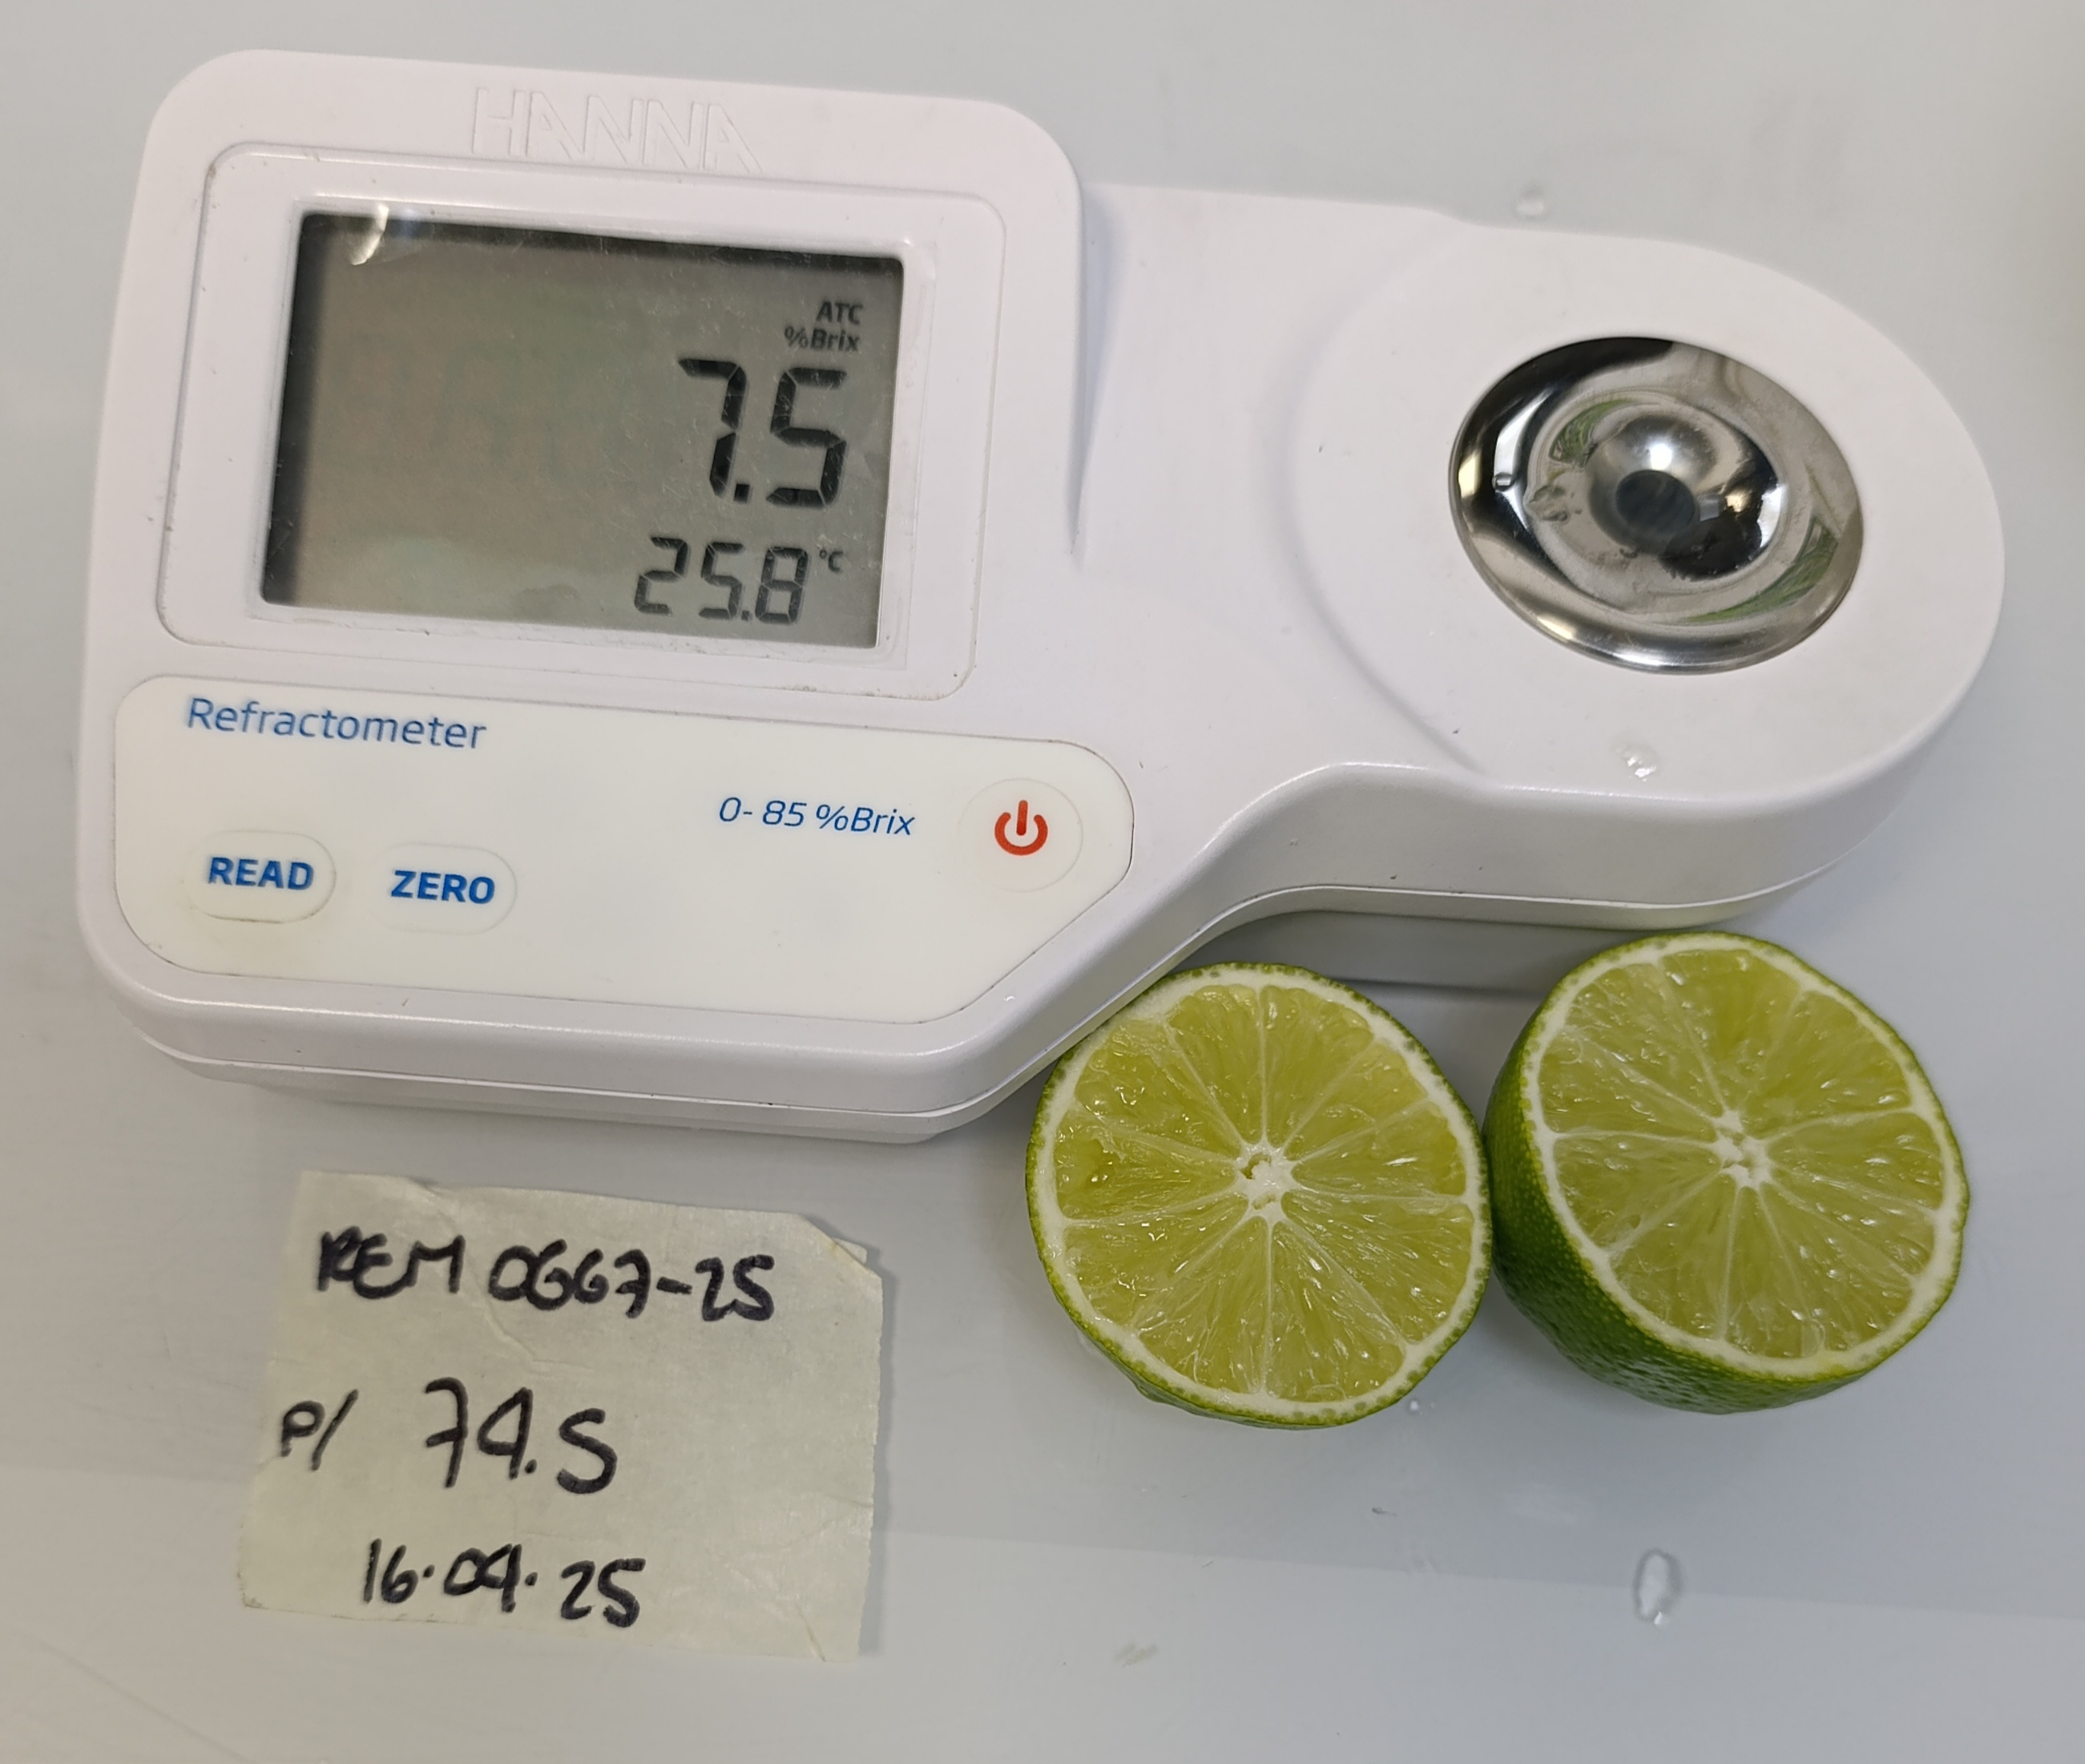 HANNA
ATC
%Brix
7.5
25.8 °C
Refractometer
0-85 %Brix
READ ZERO
REM 0667-25
P/ 74.5
16.04.25